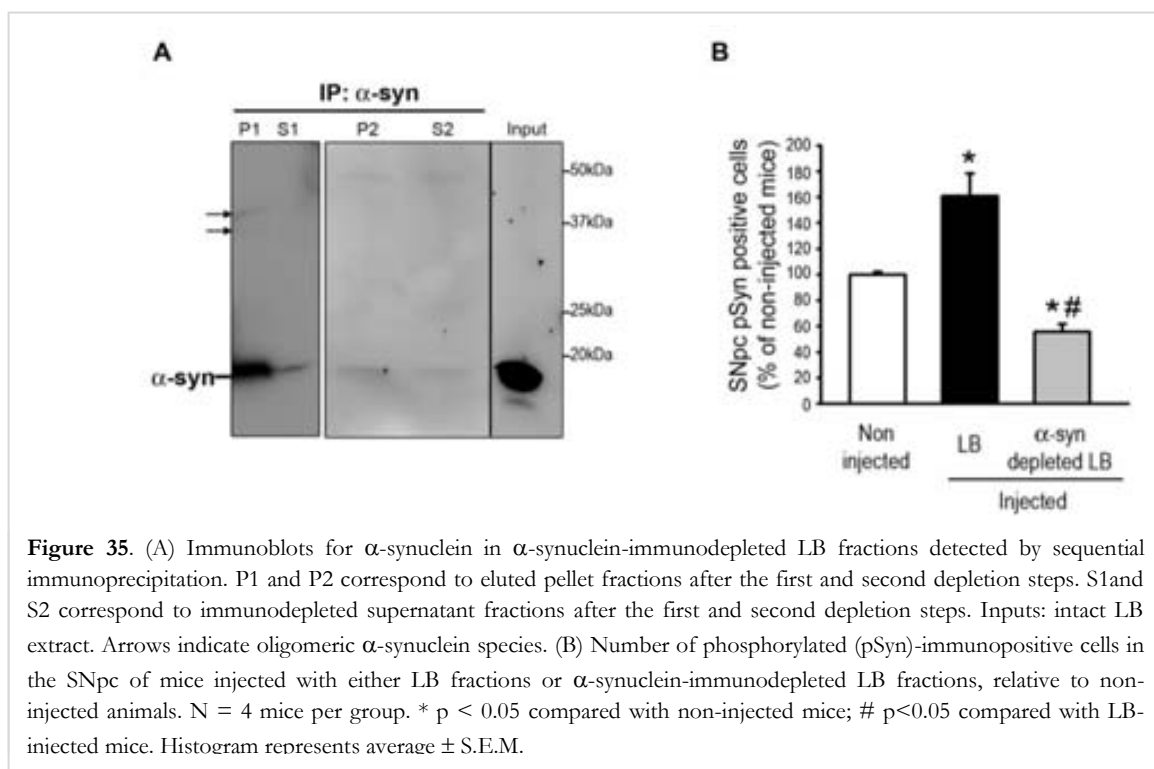 A
IP: α-syn
P1 S1 P2 S2 Input
50kDa
37kDa
25kDa
20kDa
α-syn
B
SNpc pSyn positive cells
(% of non-injected mice)
200
180
160
140
120
100
80
60
40
20
0
*
*#
Non
injected
LB
α-syn
depleted LB
Injected
Figure 35. (A) Immunoblots for α-synuclein in α-synuclein-immunodepleted LB fractions detected by sequential
immunoprecipitation. P1 and P2 correspond to eluted pellet fractions after the first and second depletion steps. S1and
S2 correspond to immunodepleted supernatant fractions after the first and second depletion steps. Inputs: intact LB
extract. Arrows indicate oligomeric α-synuclein species. (B) Number of phosphorylated (pSyn)-immunopositive cells in
the SNpc of mice injected with either LB fractions or α-synuclein-immunodepleted LB fractions, relative to non-
injected animals. N = 4 mice per group. * p < 0.05 compared with non-injected mice; # p<0.05 compared with LB-
injected mice. Histogram represents average ± S.E.M.